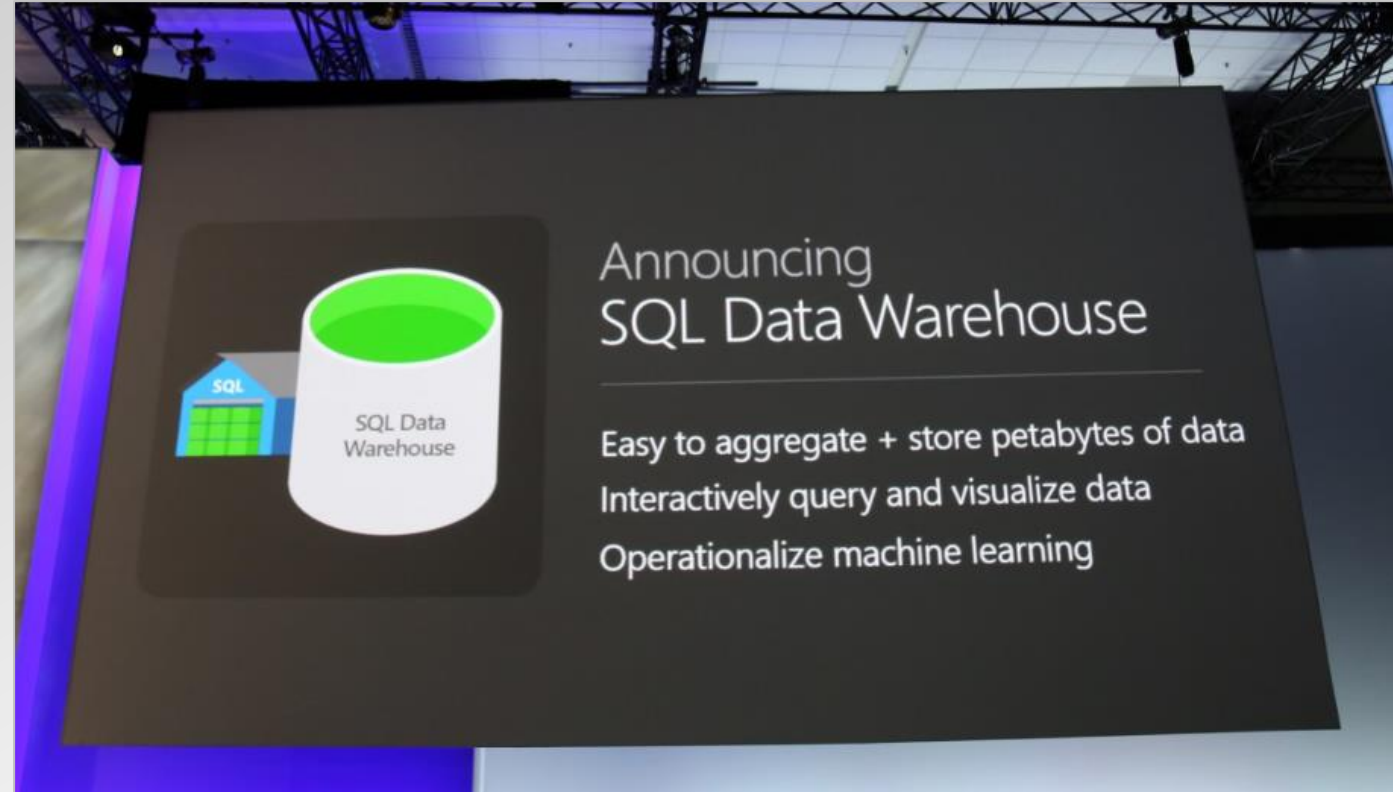 SQL
SQL Data
Warehouse
Announcing
SQL Data Warehouse
Easy to aggregate + store petabytes of data
Interactively query and visualize data
Operationalize machine learning